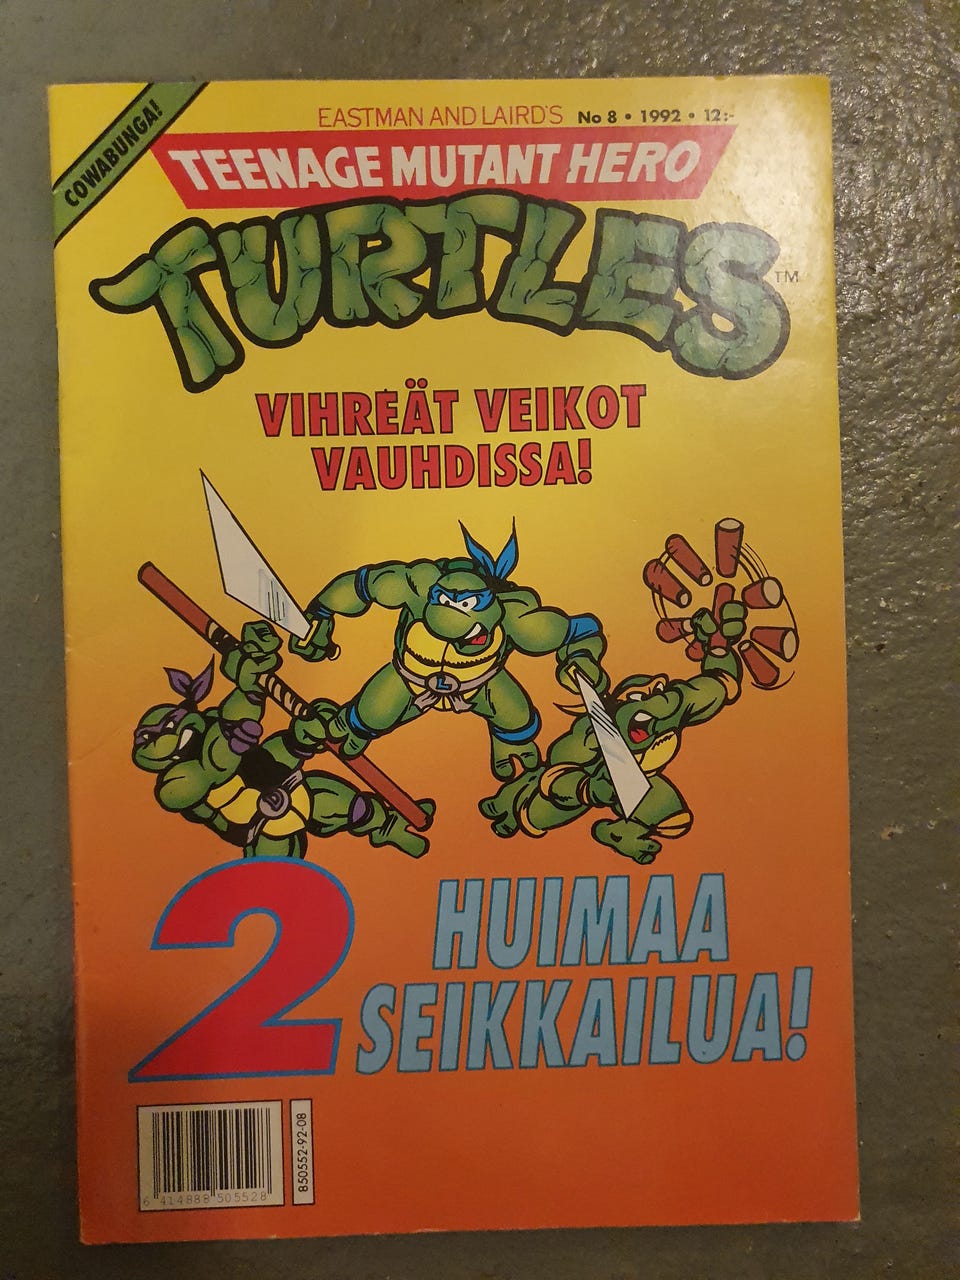 COWABUNGA!
EASTMAN AND LAIRD'S No 8 • 1992 • 12:-
TEENAGE MUTANT HERO
TURTLES TM
VIHREÄT VEIKOT
VAUHDISSA!
L
D
2 HUIMAA
SEIKKAILUA!
6 414888 505528
850552-92-08